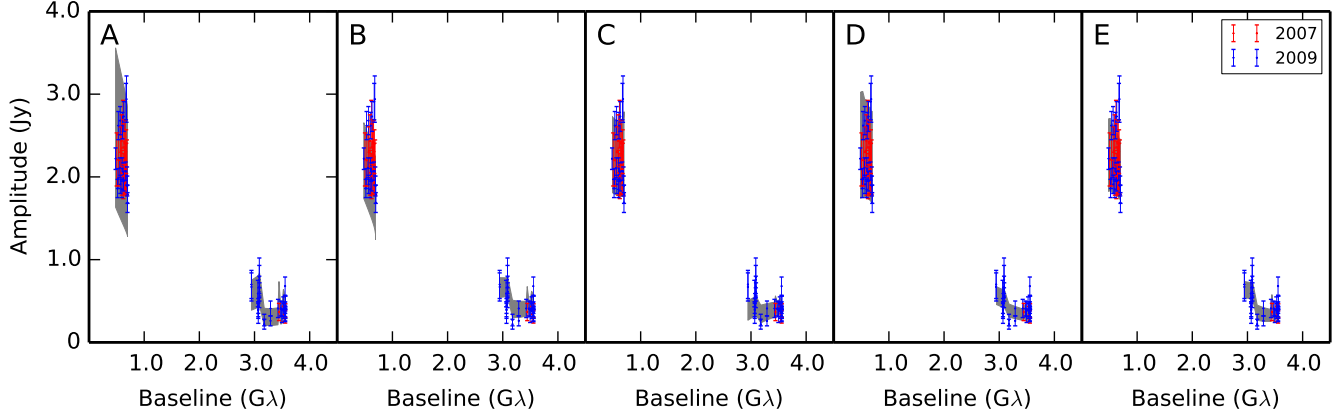 4.0
3.0
2.0
1.0
0
Amplitude (Jy)
A
B
C
D
E
2007
2009
1.0 2.0 3.0 4.0 1.0 2.0 3.0 4.0 1.0 2.0 3.0 4.0 1.0 2.0 3.0 4.0 1.0 2.0 3.0 4.0
Baseline (Gλ) Baseline (Gλ) Baseline (Gλ) Baseline (Gλ) Baseline (Gλ)